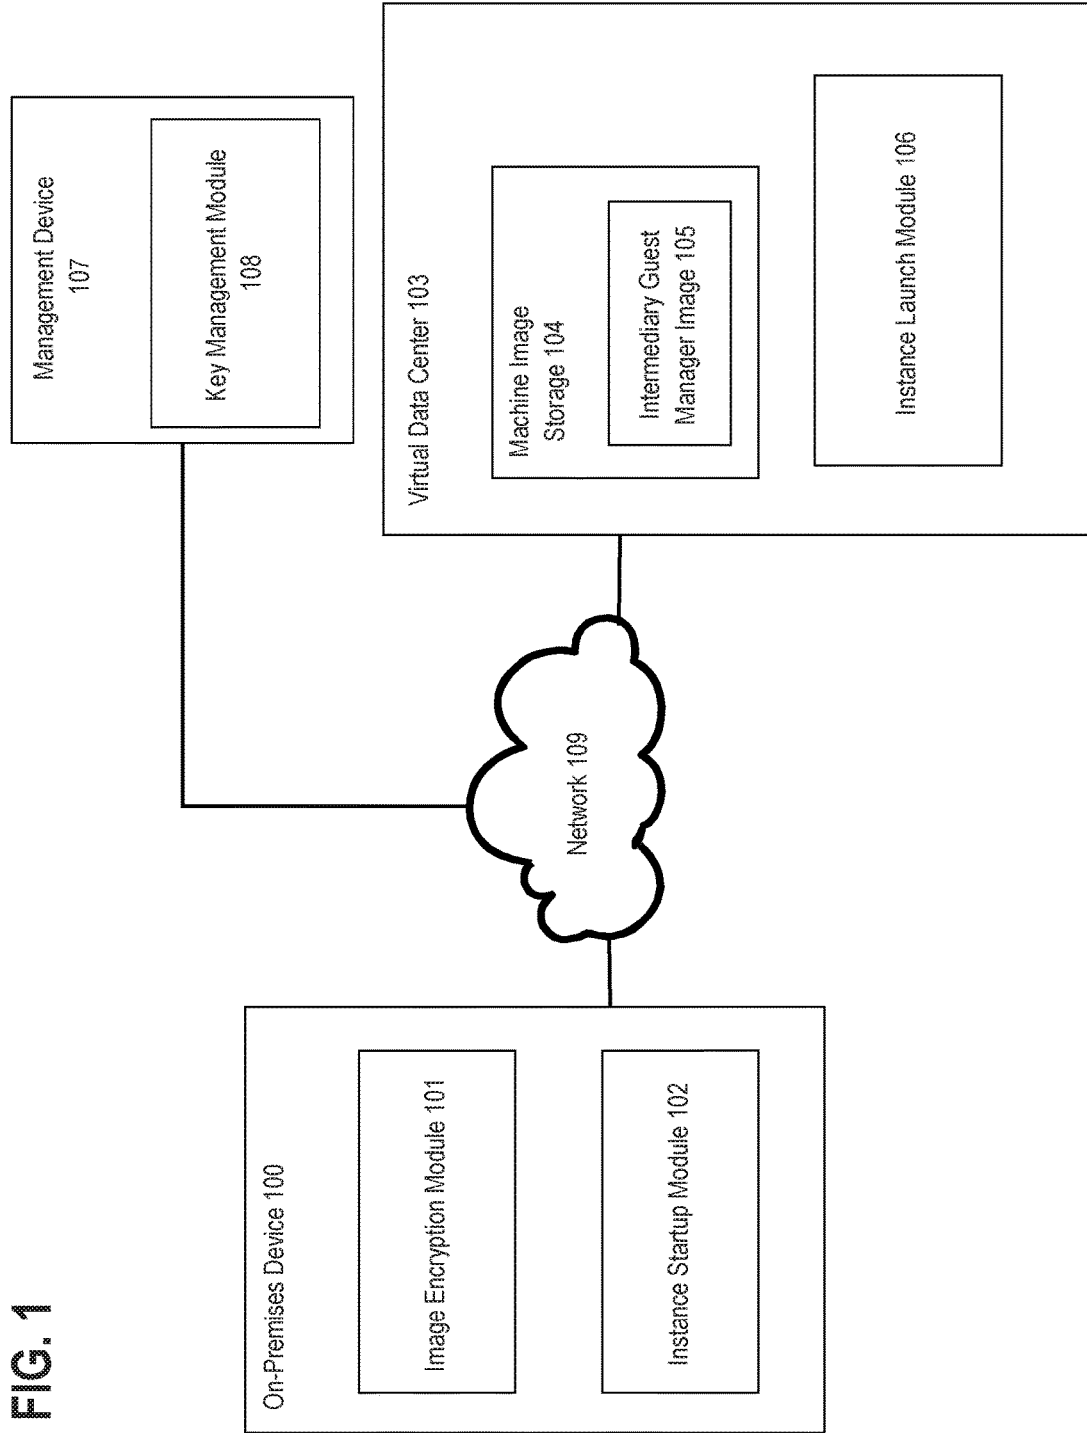 FIG. 1
On-Premises Device 100
Image Encryption Module 101
Instance Startup Module 102
Network 109
Management Device
107
Key Management Module
108
Virtual Data Center 103
Machine Image
Storage 104
Intermediary Guest
Manager Image 105
Instance Launch Module 106